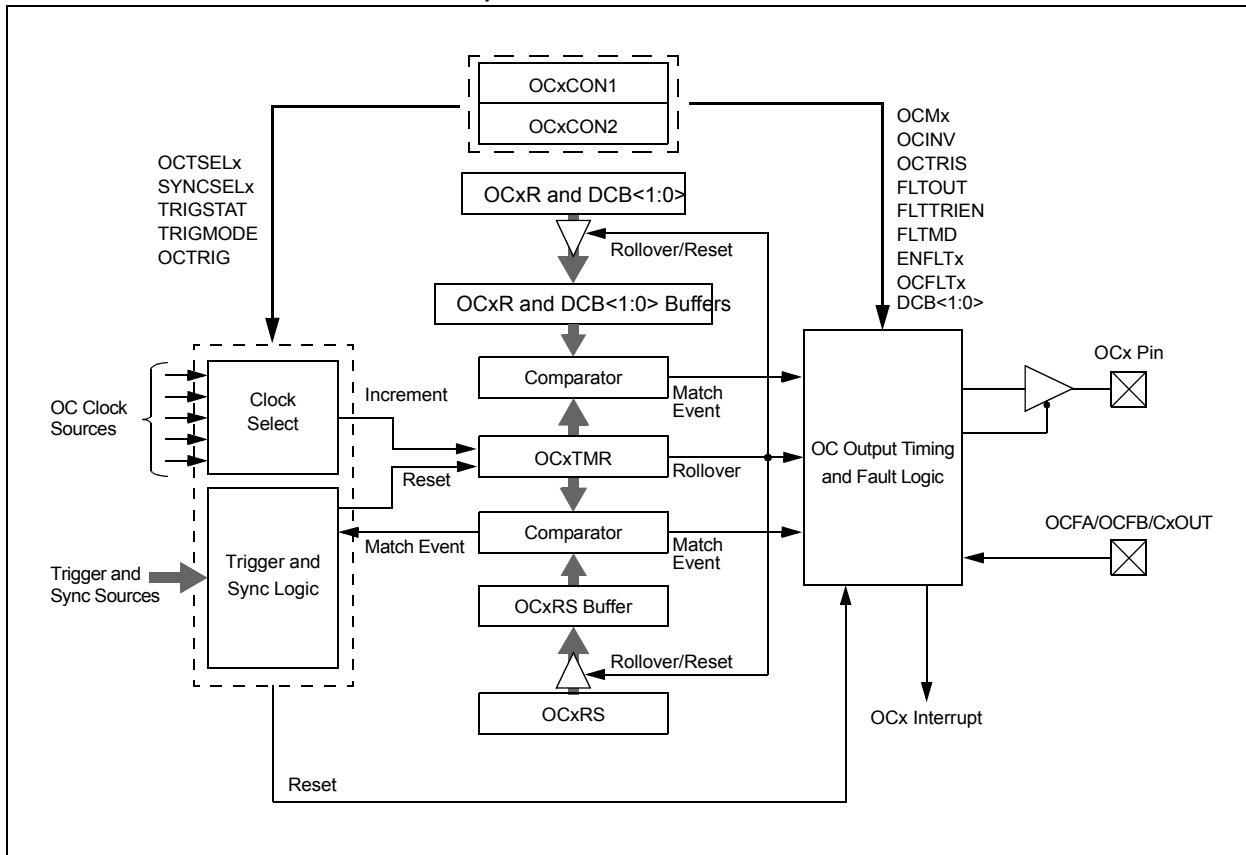 OCxCON1
OCxCON2
OCTSELx
SYNCSELx
TRIGSTAT
TRIGMODE
OCTRIG
OCMx
OCINV
OCTRIS
FLTOUT
FLTTRIEN
FLTMD
ENFLTx
OCFLTx
DCB<1:0>
OCxR and DCB<1:0>
Rollover/Reset
OCxR and DCB<1:0> Buffers
OC Clock
Sources
Clock
Select
Increment
Comparator
Match
Event
OCxTMR
Reset
Rollover
OC Output Timing
and Fault Logic
OCx Pin
OCFA/OCFB/CxOUT
Trigger and
Sync Sources
Trigger and
Sync Logic
Match Event
Comparator
Match
Event
OCxRS Buffer
Rollover/Reset
OCxRS
OCx Interrupt
Reset